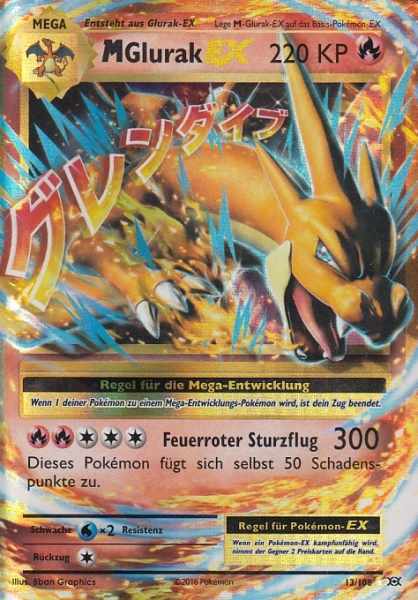 MEGA
Entsteht aus Glurak-EX
Lege M-Glurak-EX auf das Basis-Pokémon-EX
MGlurak EX 220 KP
グレンダイブ
Regel für die Mega-Entwicklung
Wenn 1 deiner Pokémon zu einem Mega-Entwicklungs-Pokémon wird, ist dein Zug beendet.
Feuerroter Sturzflug 300
Dieses Pokémon fügt sich selbst 50 Schadens-
punkte zu.
Schwäche ×2 Resistenz
Rückzug
Regel für Pokémon-EX
Wenn ein Pokémon-EX kampfunfähig wird,
nimmt der Gegner 2 Preiskarten auf die Hand.
Illus. 5ban Graphics
©2016 Pokémon
13/108